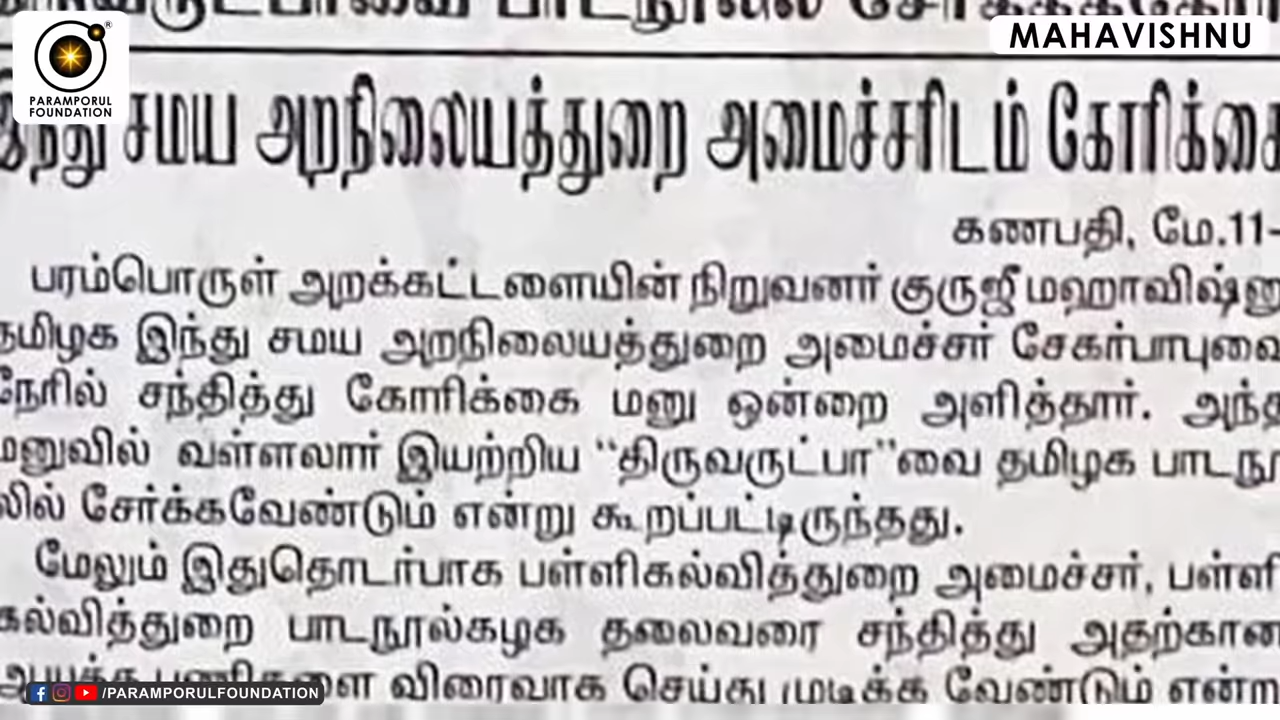 MAHAVISHNU
PARAMPORUL
FOUNDATION
இந்து சமய அறநிலையத்துறை அமைச்சரிடம் கோரிக்கை
கணபதி, மே.11-
பரம்பொருள் அறக்கட்டளையின் நிறுவனர் குருஜீ மஹாவிஷ்ணு
தமிழக இந்து சமய அறநிலையத்துறை அமைச்சர் சேகர்பாபுவை
நேரில் சந்தித்து கோரிக்கை மனு ஒன்றை அளித்தார். அந்த
மனுவில் வள்ளலார் இயற்றிய “திருவருட்பா”வை தமிழக பாடநூ
லில் சேர்க்கவேண்டும் என்று கூறப்பட்டிருந்தது.
மேலும் இதுதொடர்பாக பள்ளிகல்வித்துறை அமைச்சர், பள்ளி
கல்வித்துறை பாடநூல்கழக தலைவரை சந்தித்து அதற்கான
விரைவாக செய்து முடிக்க வேண்டும் என்று
/PARAMPORULFOUNDATION